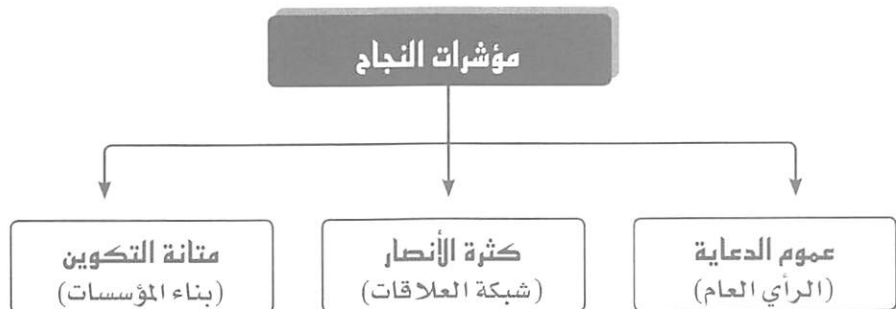 مؤشرات النجاح
عموم الدعاية
(الرأي العام)
كثرة الأنصار
(شبكة العلاقات)
متانة التكوين
(بناء المؤسسات)